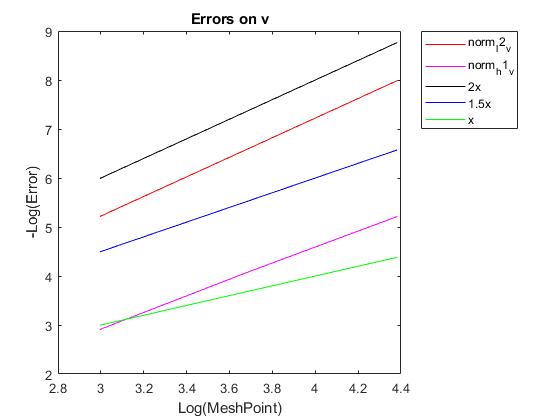 Errors on v
9
8
7
6
5
4
3
2
2.8 3 3.2 3.4 3.6 3.8 4 4.2 4.4
-Log(Error)
Log(MeshPoint)
norm_l2_v
norm_h1_v
2x
1.5x
x